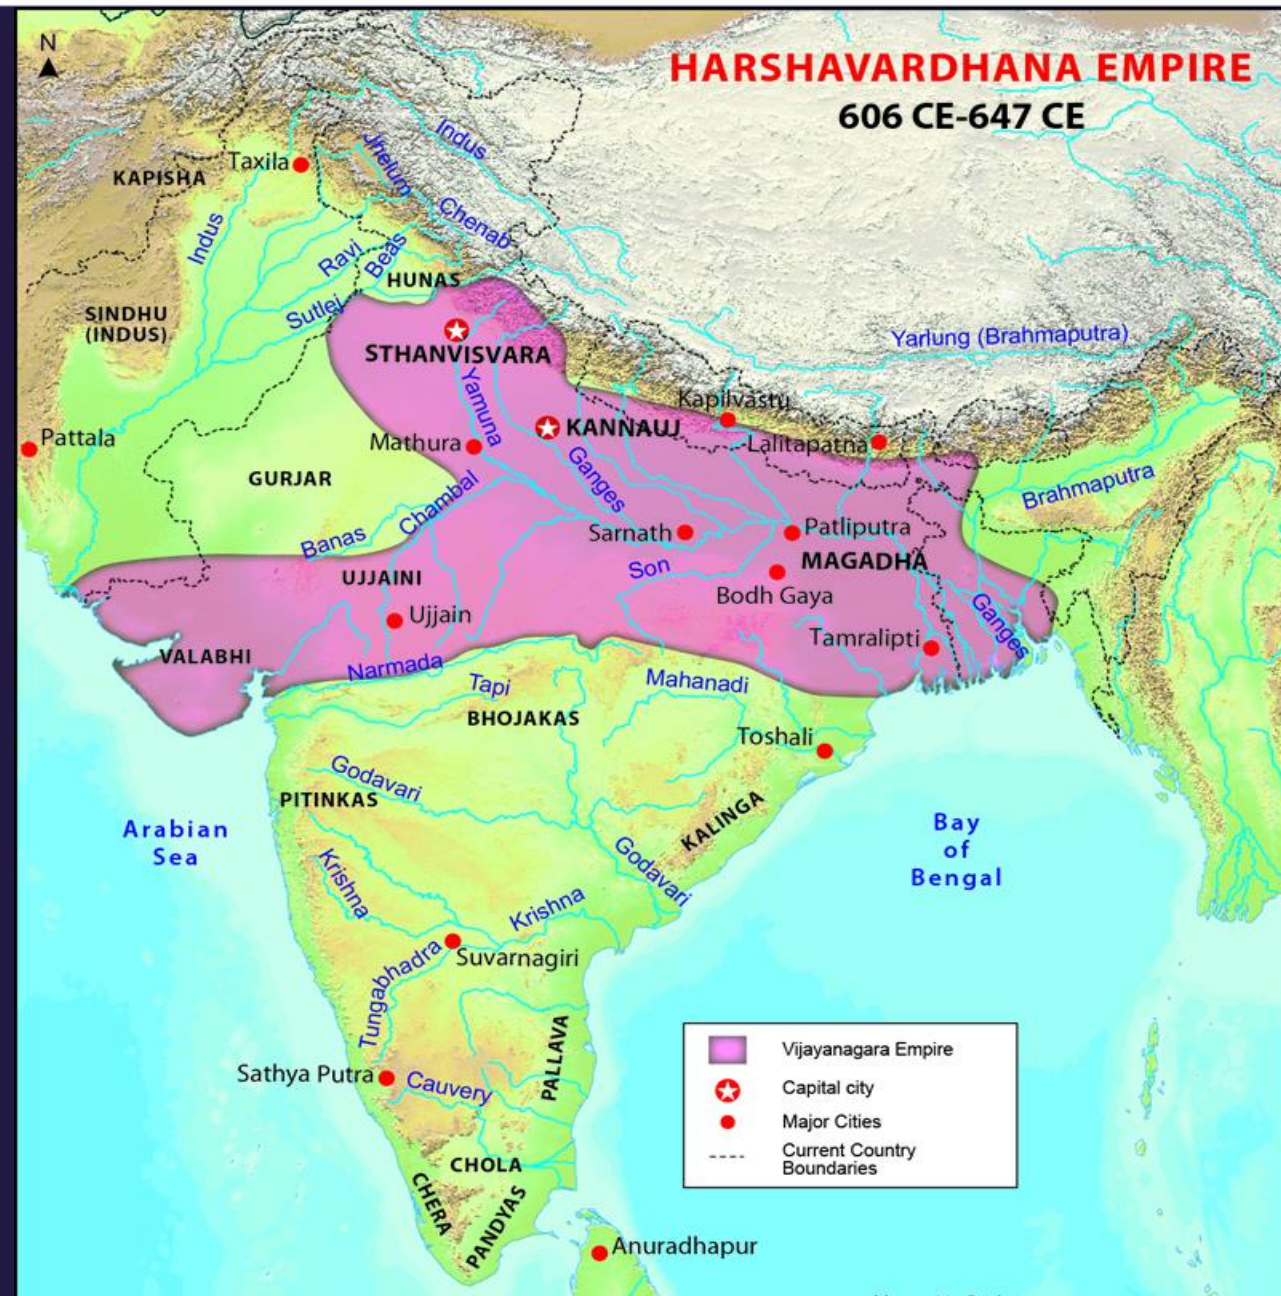 N
HARSHAVARDHANA EMPIRE
606 CE-647 CE
Indus
Jhelum
Taxila
KAPISHA
Chenab
Indus
Ravi
Beas
HUNAS
Sutlej
SINDHU
(INDUS)
STHANVISVARA
Yarlung (Brahmaputra)
Yamuna
Kapilvastu
KANNAUJ
Pattala
Mathura
Lalitapatna
GURJAR
Ganges
Chambal
Brahmaputra
Banas
Sarnath
Patliputra
MAGADHA
Son
UJJAINI
Bodh Gaya
Ujjain
Ganges
Tamralipti
VALABHI
Narmada
Tapi
Mahanadi
BHOJAKAS
Toshali
Godavari
PITINKAS
KALINGA
Arabian
Sea
Bay
of
Bengal
Godavari
Krishna
Krishna
Suvarnagiri
Tungabhadra
PALLAVA
Sathya Putra
Cauvery
CHOLA
CHERA
PANDYAS
Anuradhapur
Vijayanagara Empire
Capital city
Major Cities
Current Country
Boundaries